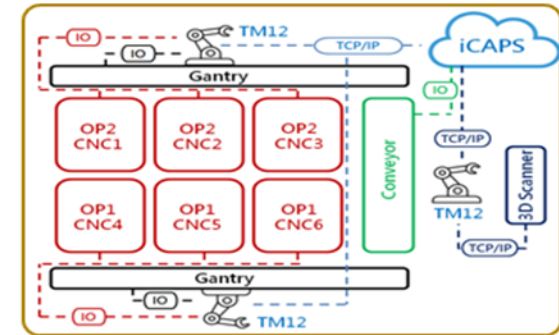 IO
TM12
TCP/IP
iCAPS
IO
Gantry
IO
OP2
CNC1
OP2
CNC2
OP2
CNC3
Conveyor
TCP/IP
TM12
3D Scanner
OP1
CNC4
OP1
CNC5
OP1
CNC6
TCP/IP
Gantry
IO
IO
TM12